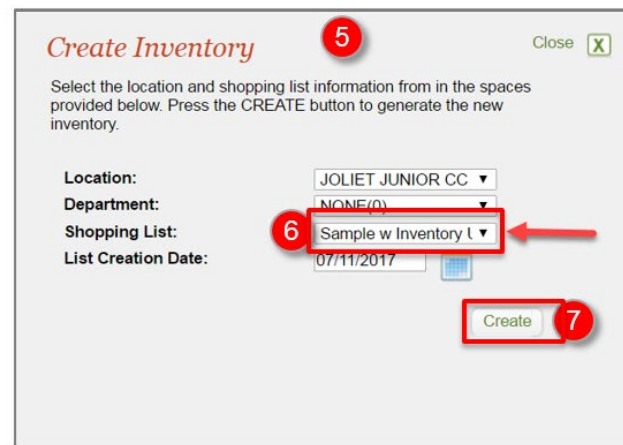 Create Inventory
5
Close X
Select the location and shopping list information from in the spaces
provided below. Press the CREATE button to generate the new
inventory.
Location: JOLIET JUNIOR CC
Department: NONE(0)
Shopping List: 6 Sample w Inventory
List Creation Date: 07/11/2017
Create 7